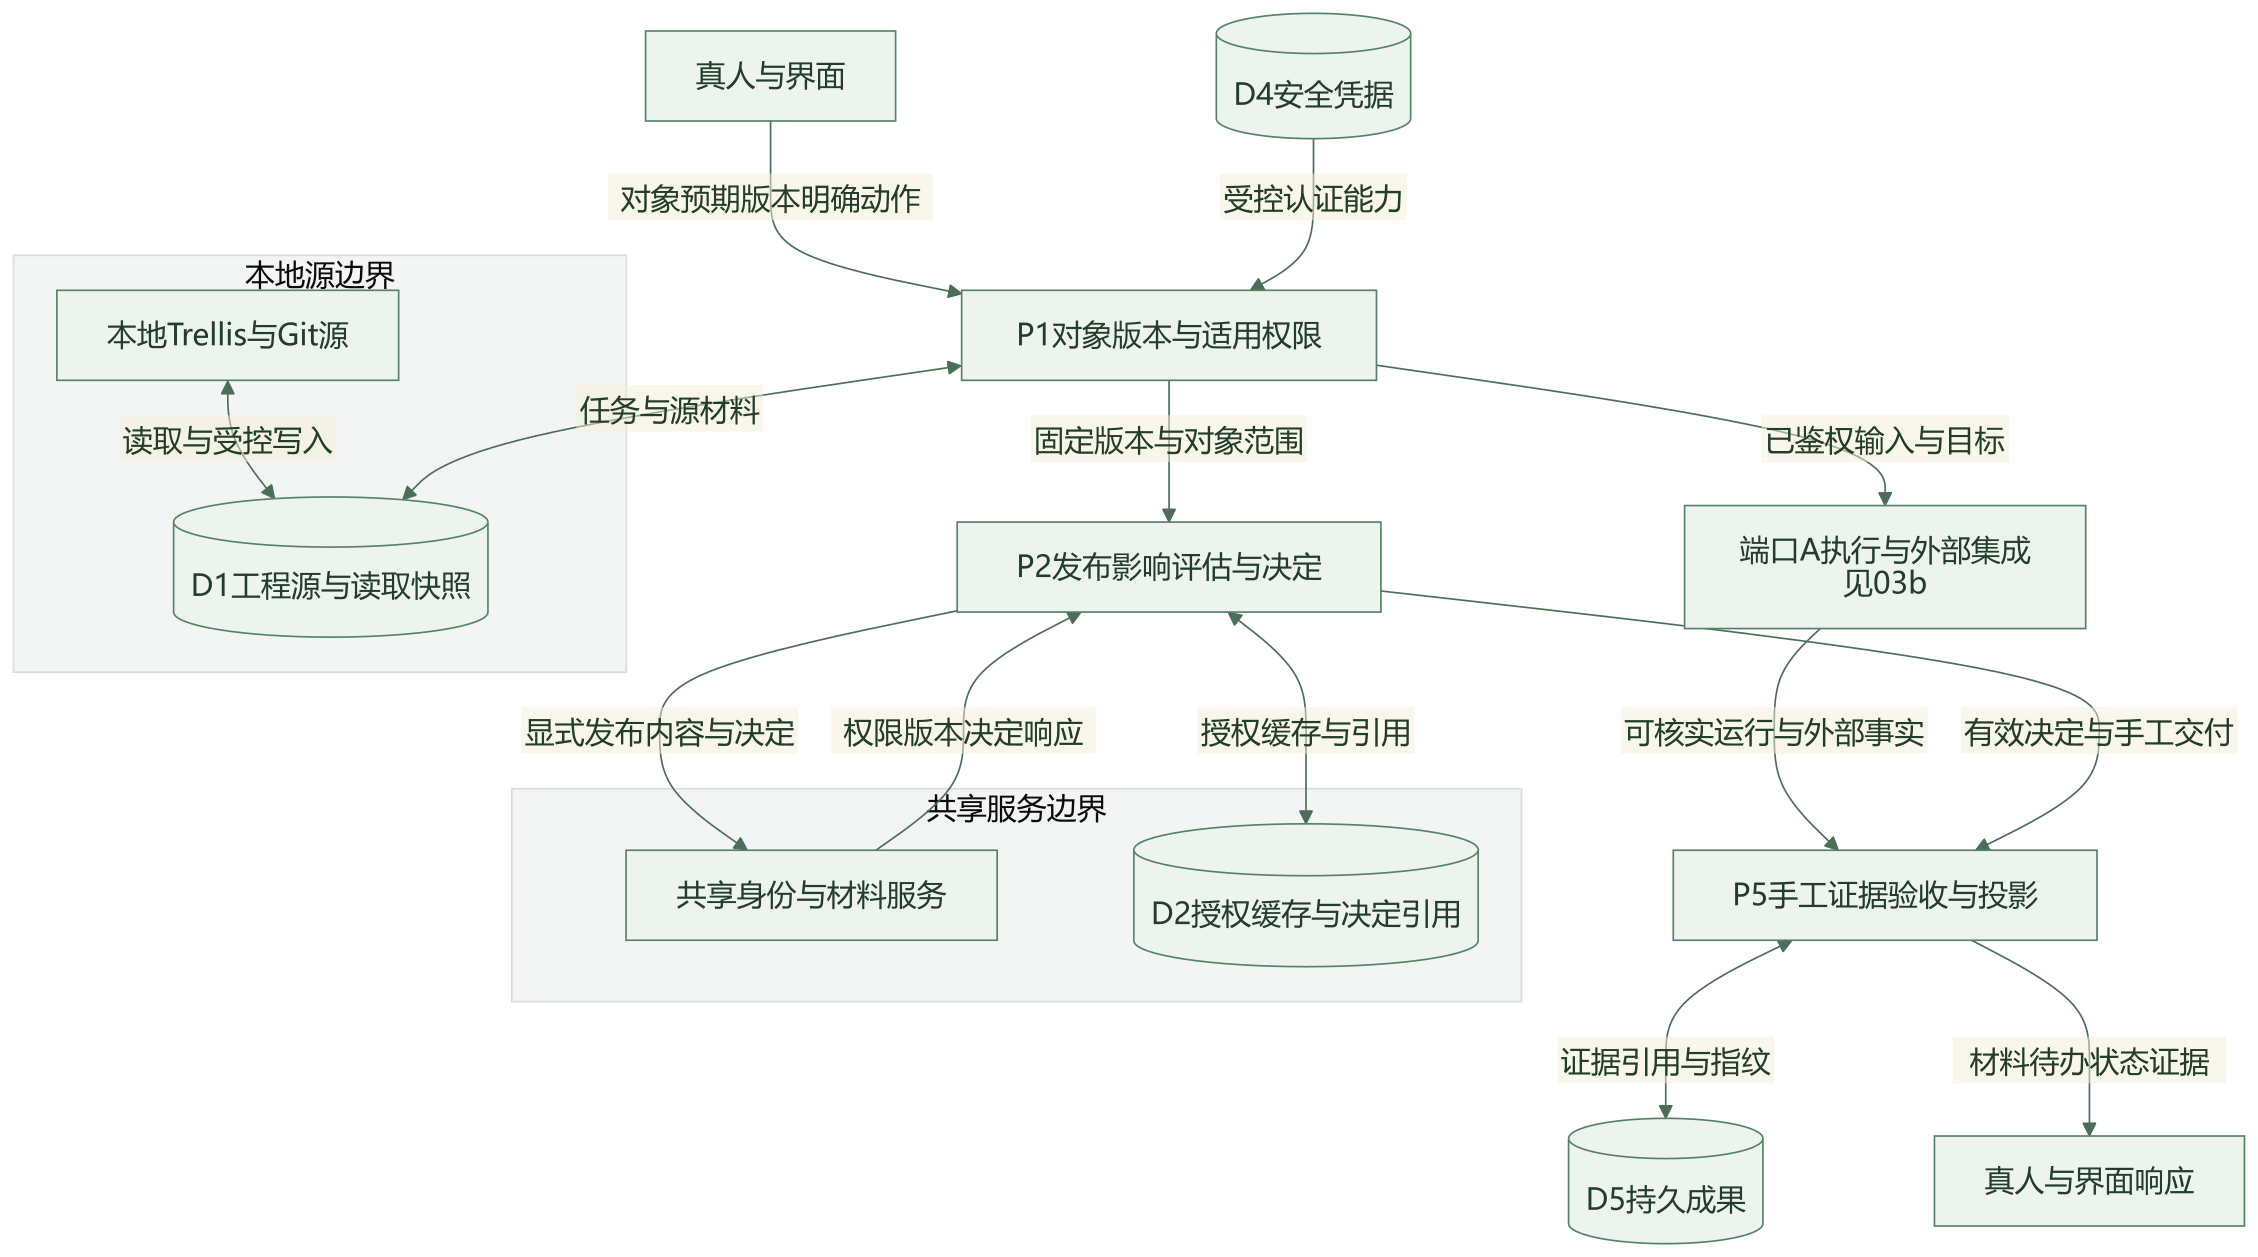 真人与界面
D4安全凭据
对象预期版本明确动作
受控认证能力
本地源边界
本地Trellis与Git源
P1对象版本与适用权限
任务与源材料
读取与受控写入
固定版本与对象范围
已鉴权输入与目标
D1工程源与读取快照
P2发布影响评估与决定
端口A执行与外部集成
见03b
显式发布内容与决定
权限版本决定响应
授权缓存与引用
可核实运行与外部事实
有效决定与手工交付
共享服务边界
共享身份与材料服务
D2授权缓存与决定引用
P5手工证据验收与投影
证据引用与指纹
材料待办状态证据
D5持久成果
真人与界面响应